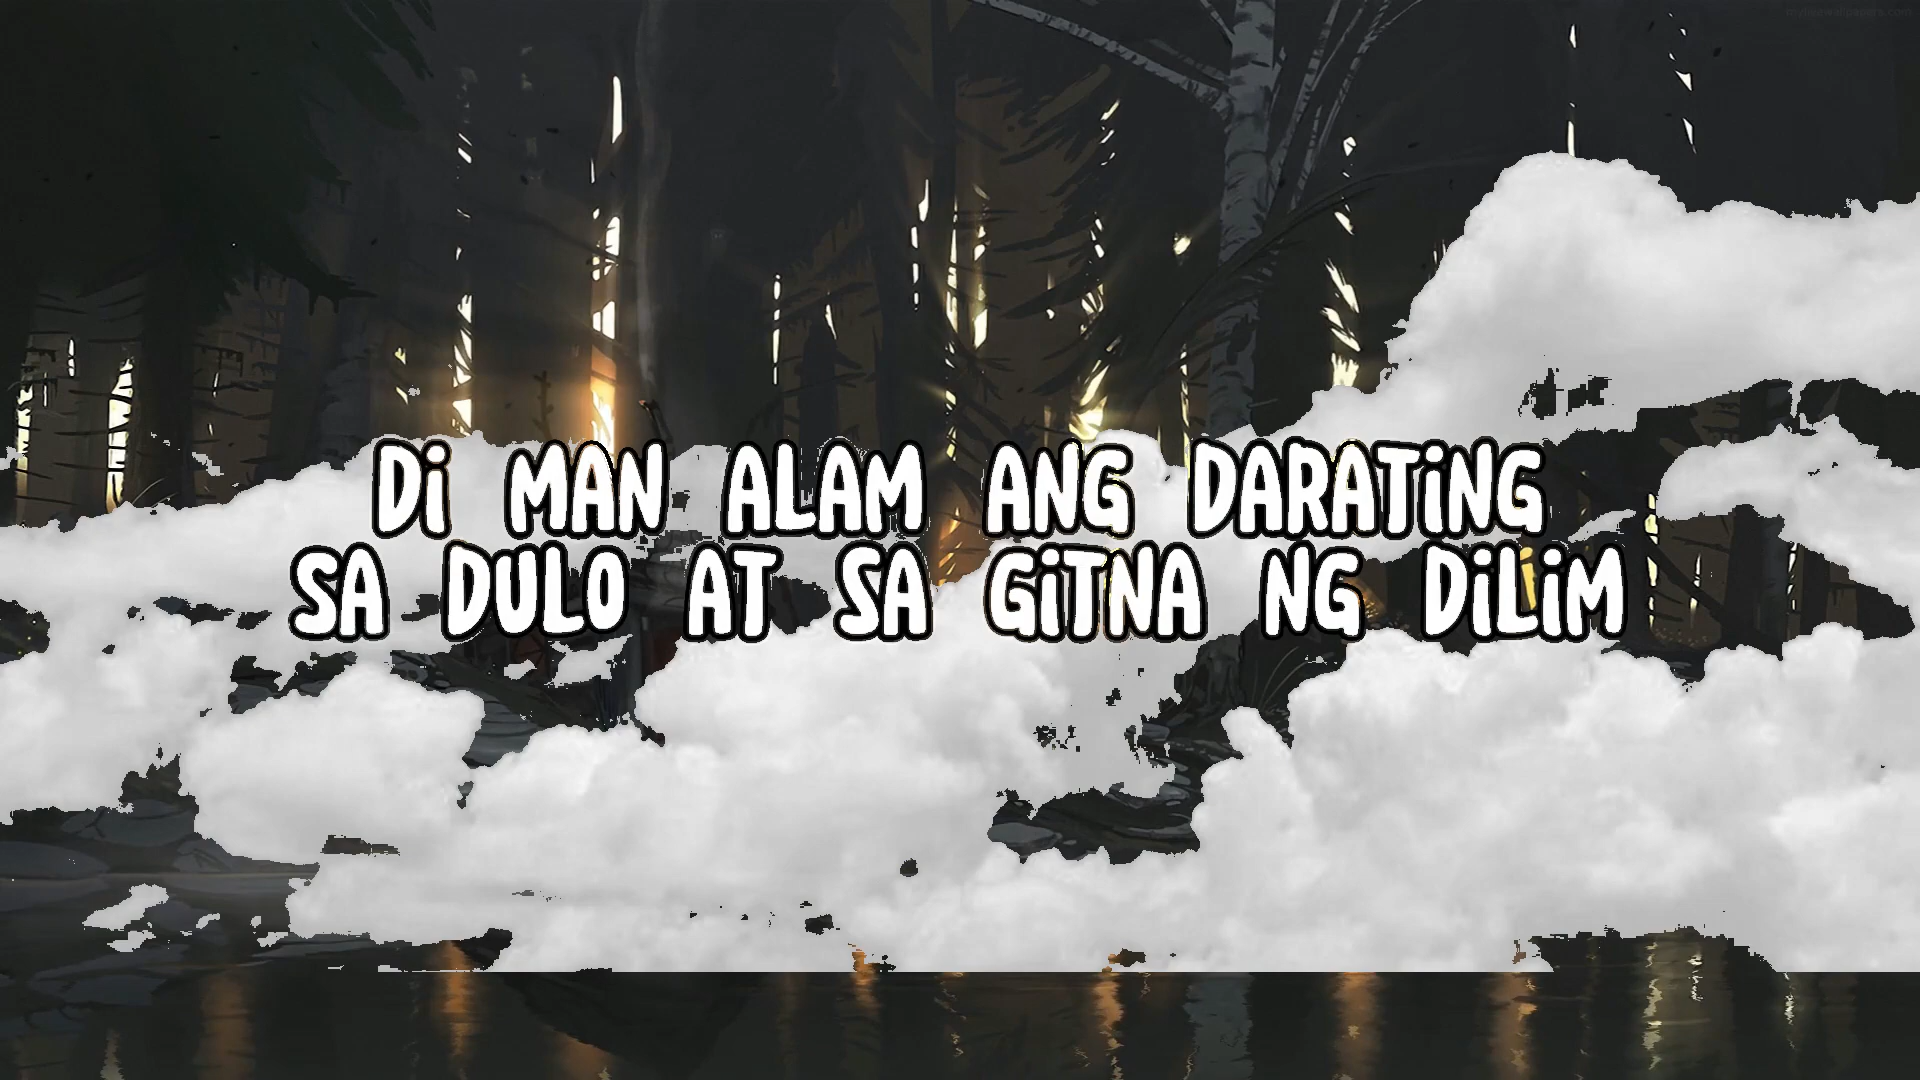 Di MAN ALAM ANG DARATiNG
SA DULO AT SA GiTNA NG DiLiM